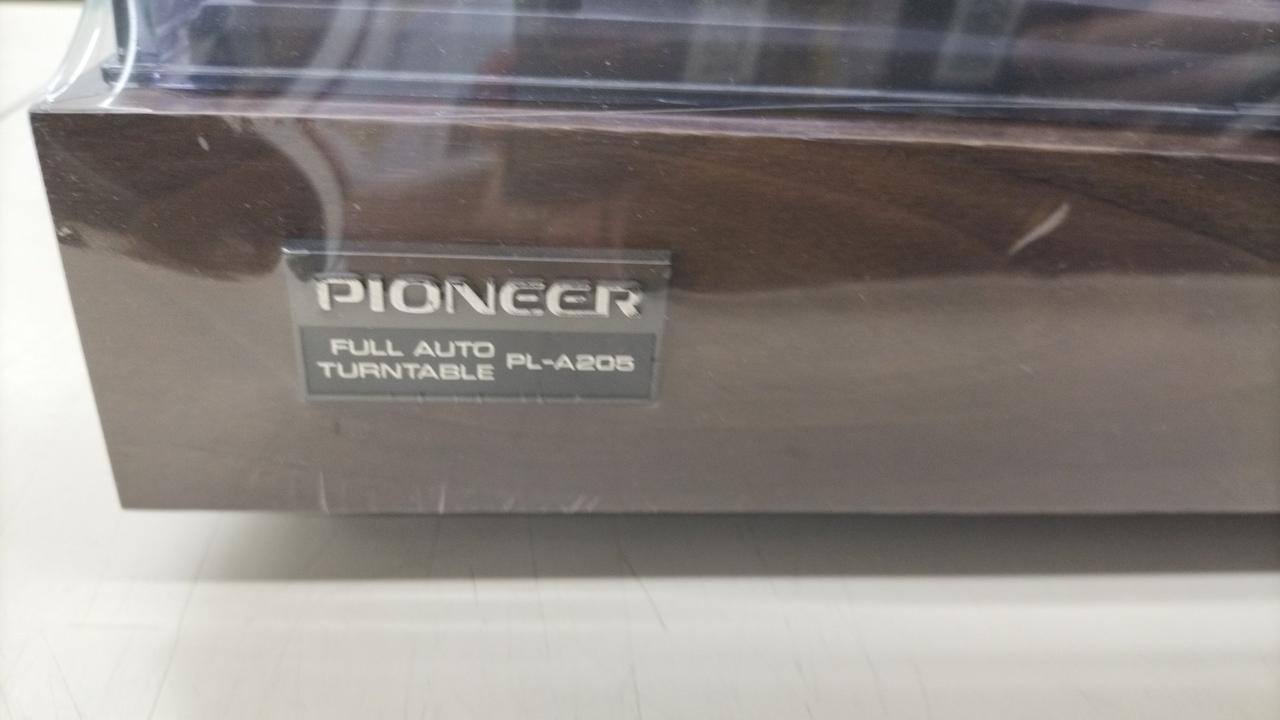 PIONEER
FULL AUTO
TURNTABLE
PL-A205